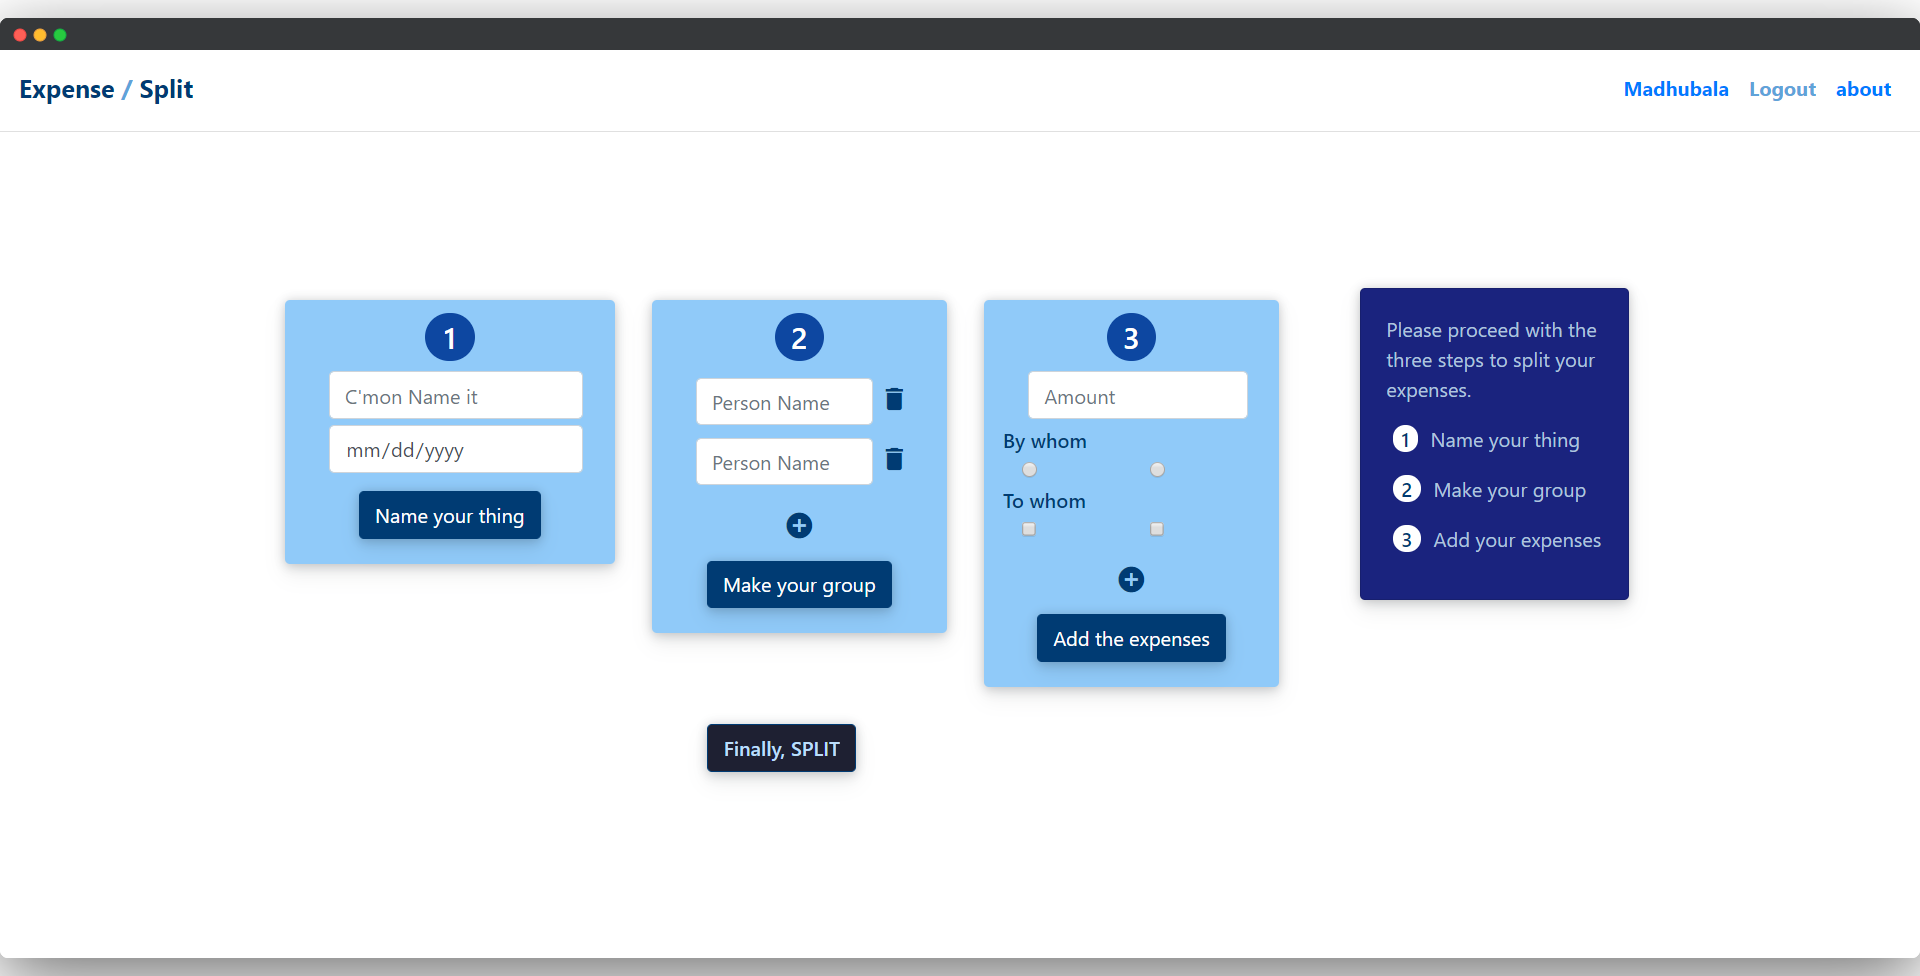 Expense / Split
Madhubala Logout about
1
C'mon Name it
mm/dd/yyyy
Name your thing
2
Person Name
Person Name
Make your group
3
Amount
By whom
To whom
Add the expenses
Please proceed with the
three steps to split your
expenses.
1 Name your thing
2 Make your group
3 Add your expenses
Finally, SPLIT